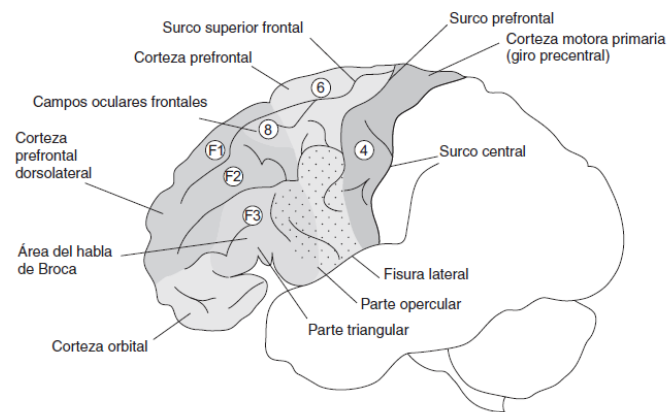 Surco superior frontal
Surco prefrontal
Corteza prefrontal
Corteza motora primaria
(giro precentral)
6
Campos oculares frontales
8
F1
4
Corteza
prefrontal
dorsolateral
Surco central
F2
F3
Área del habla
de Broca
Fisura lateral
Parte opercular
Parte triangular
Corteza orbital